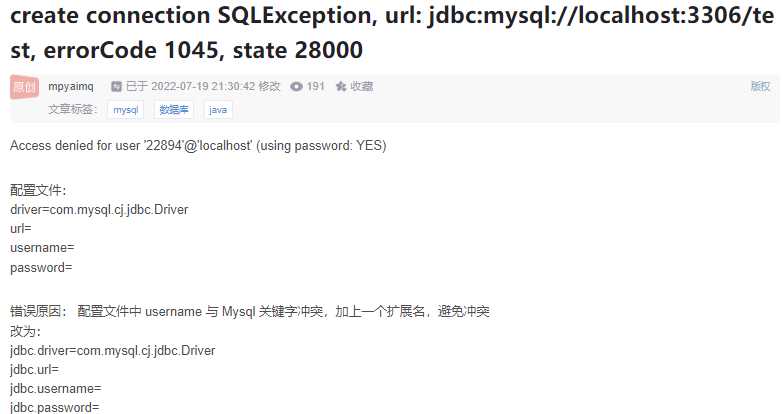 create connection SQLException, url: jdbc:mysql://localhost:3306/te
st, errorCode 1045, state 28000
原创 mpyaimq 已于 2022-07-19 21:30:42 修改 191 收藏 版权
文章标签： mysql 数据库 java
Access denied for user '22894'@'localhost' (using password: YES)
配置文件：
driver=com.mysql.cj.jdbc.Driver
url=
username=
password=
错误原因： 配置文件中 username 与 Mysql 关键字冲突，加上一个扩展名，避免冲突
改为：
jdbc.driver=com.mysql.cj.jdbc.Driver
jdbc.url=
jdbc.username=
jdbc.password=